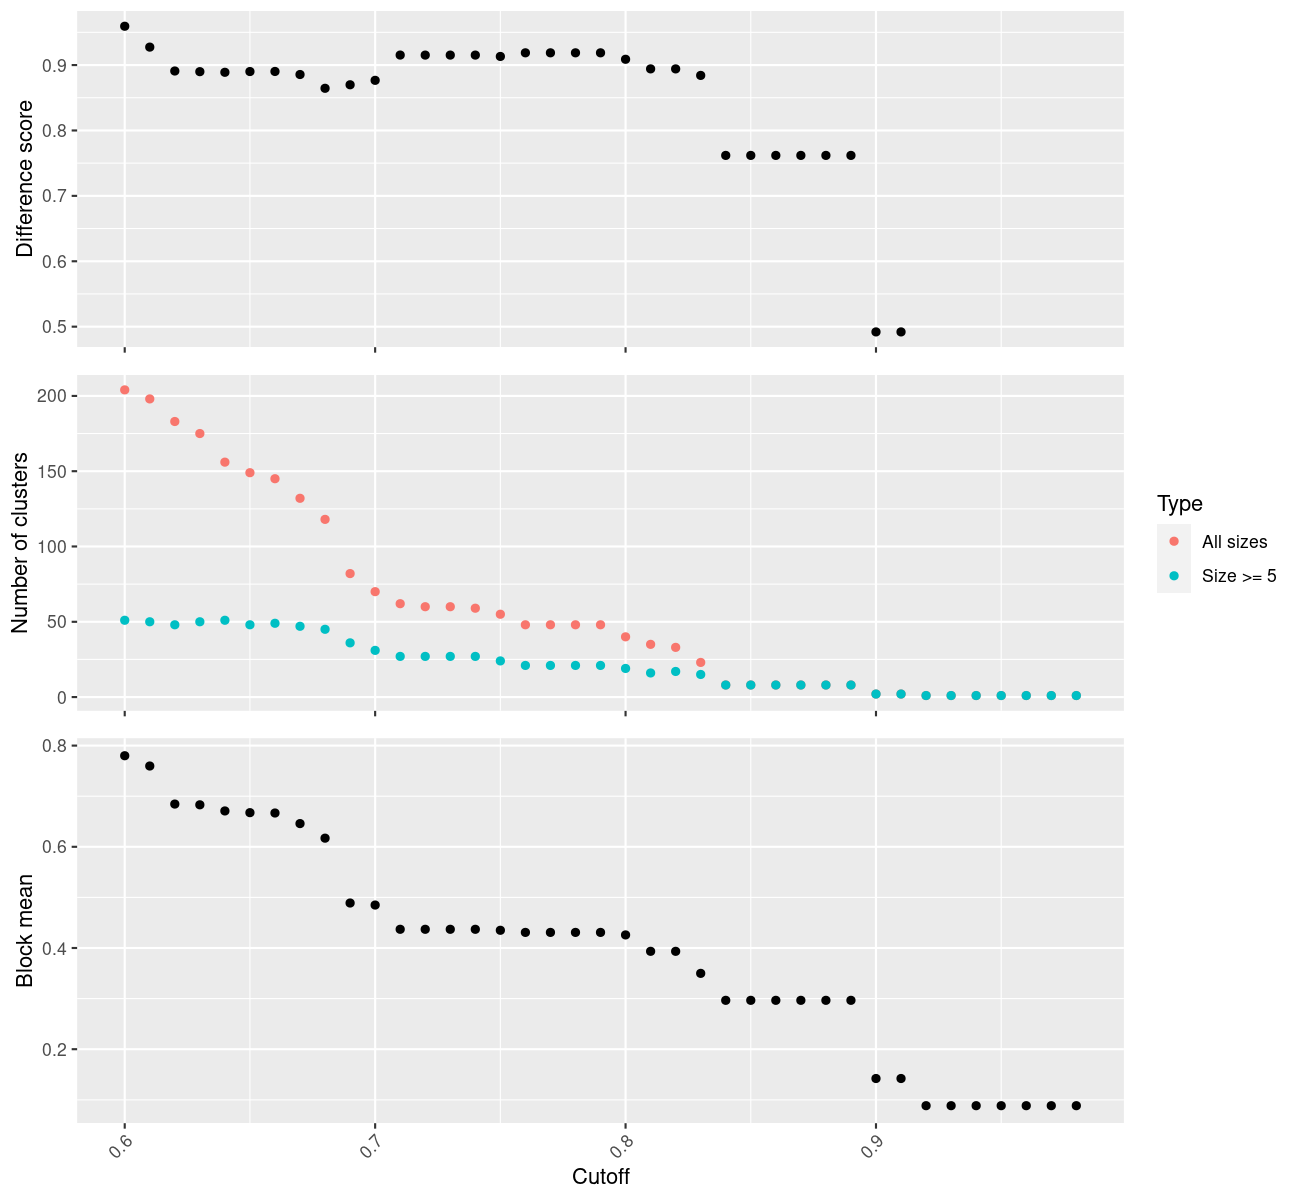 Difference score
0.9
0.8
0.7
0.6
0.5
Number of clusters
200
150
100
50
0
Type
All sizes
Size >= 5
Block mean
0.8
0.6
0.4
0.2
0.6 0.7 0.8 0.9
Cutoff